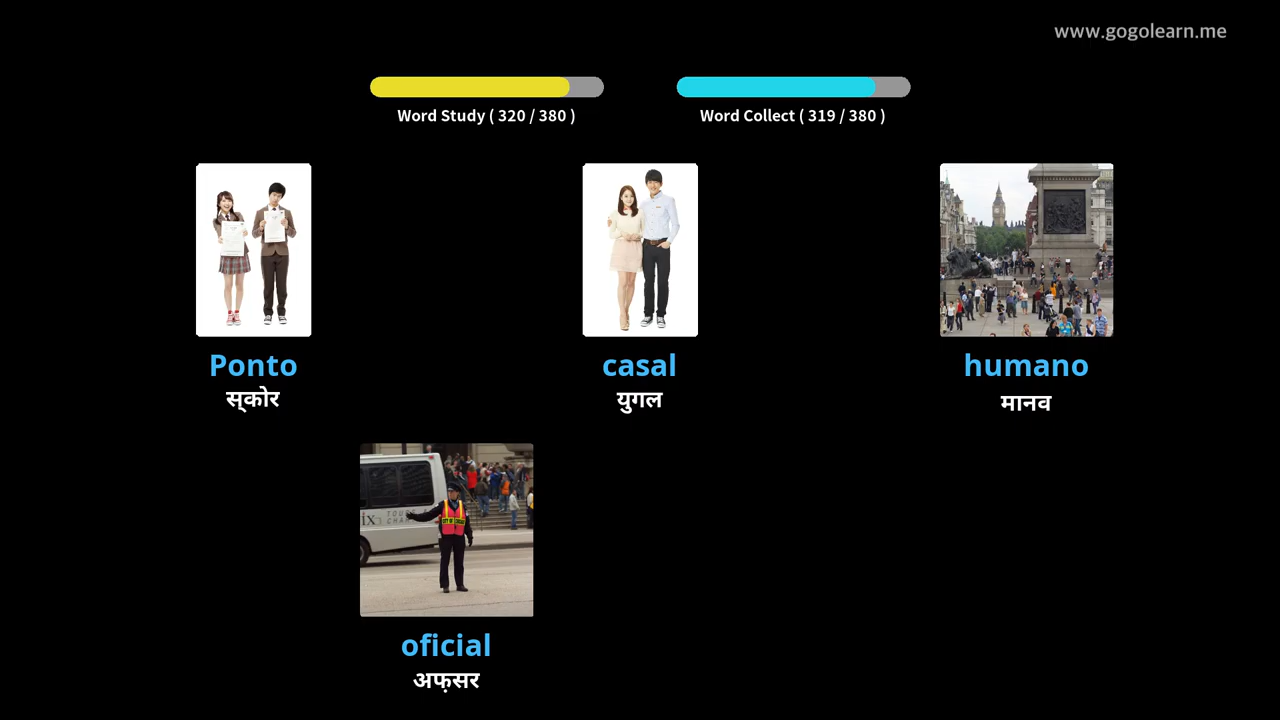 www.gogolearn.me
Word Study ( 320 / 380 )
Word Collect ( 319 / 380 )
Ponto
स्कोर
casal
युगल
humano
मानव
oficial
अफ़सर